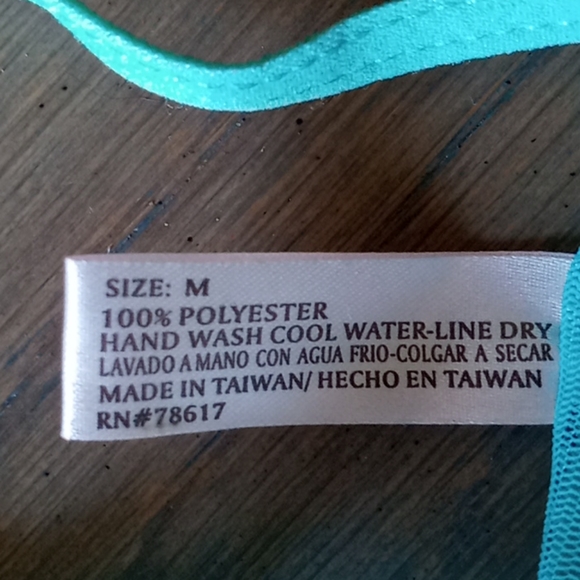 SIZE: M
100% POLYESTER
HAND WASH COOL WATER-LINE DRY
LAVADO A MANO CON AGUA FRIO-COLGAR A SECAR
MADE IN TAIWAN/ HECHO EN TAIWAN
RN#78617